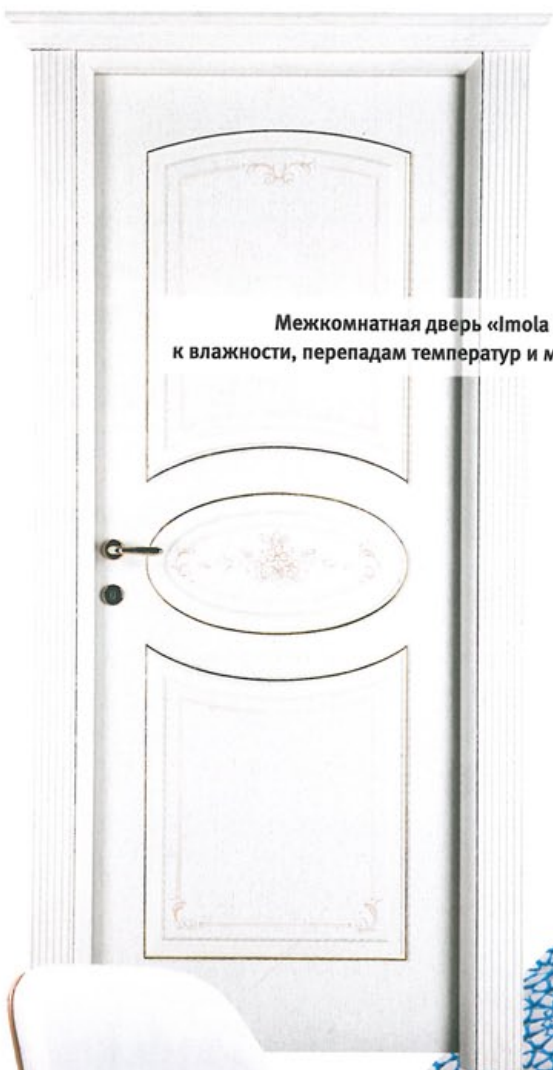 Межкомнатная дверь «Imola
к влажности, перепадам температур и